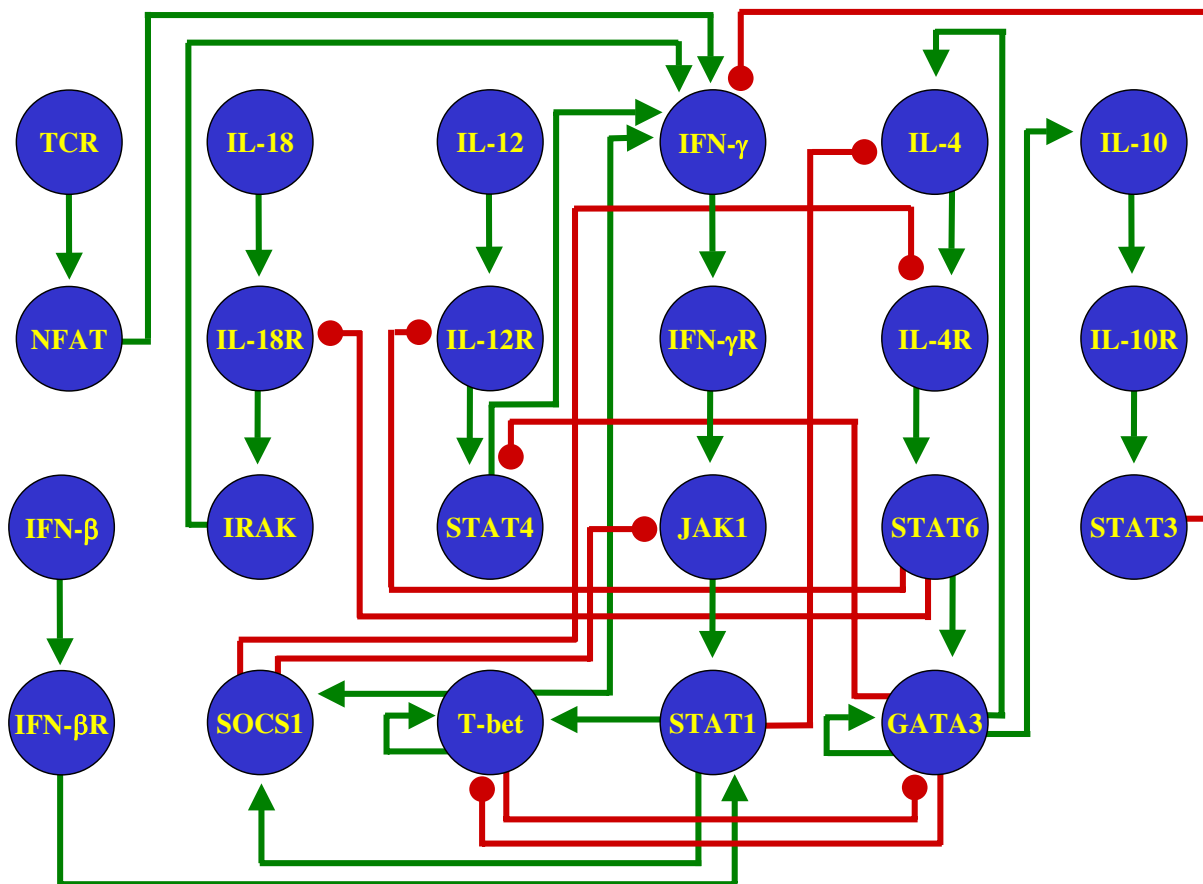 TCR
IL-18
IL-12
IFN-γ
IL-4
IL-10
NFAT
IL-18R
IL-12R
IFN-γR
IL-4R
IL-10R
IFN-β
IRAK
STAT4
JAK1
STAT6
STAT3
IFN-βR
SOCS1
T-bet
STAT1
GATA3